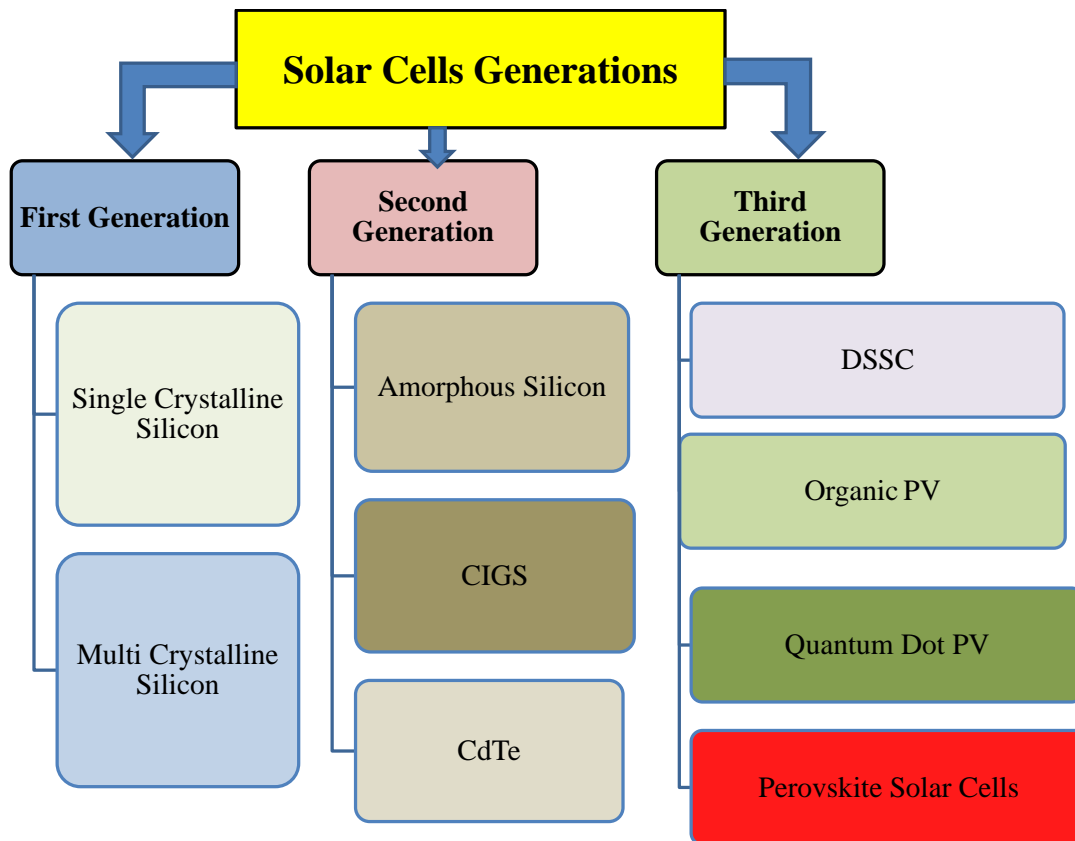 Solar Cells Generations
First Generation
Second
Generation
Third
Generation
Single Crystalline
Silicon
Multi Crystalline
Silicon
Amorphous Silicon
CIGS
CdTe
DSSC
Organic PV
Quantum Dot PV
Perovskite Solar Cells